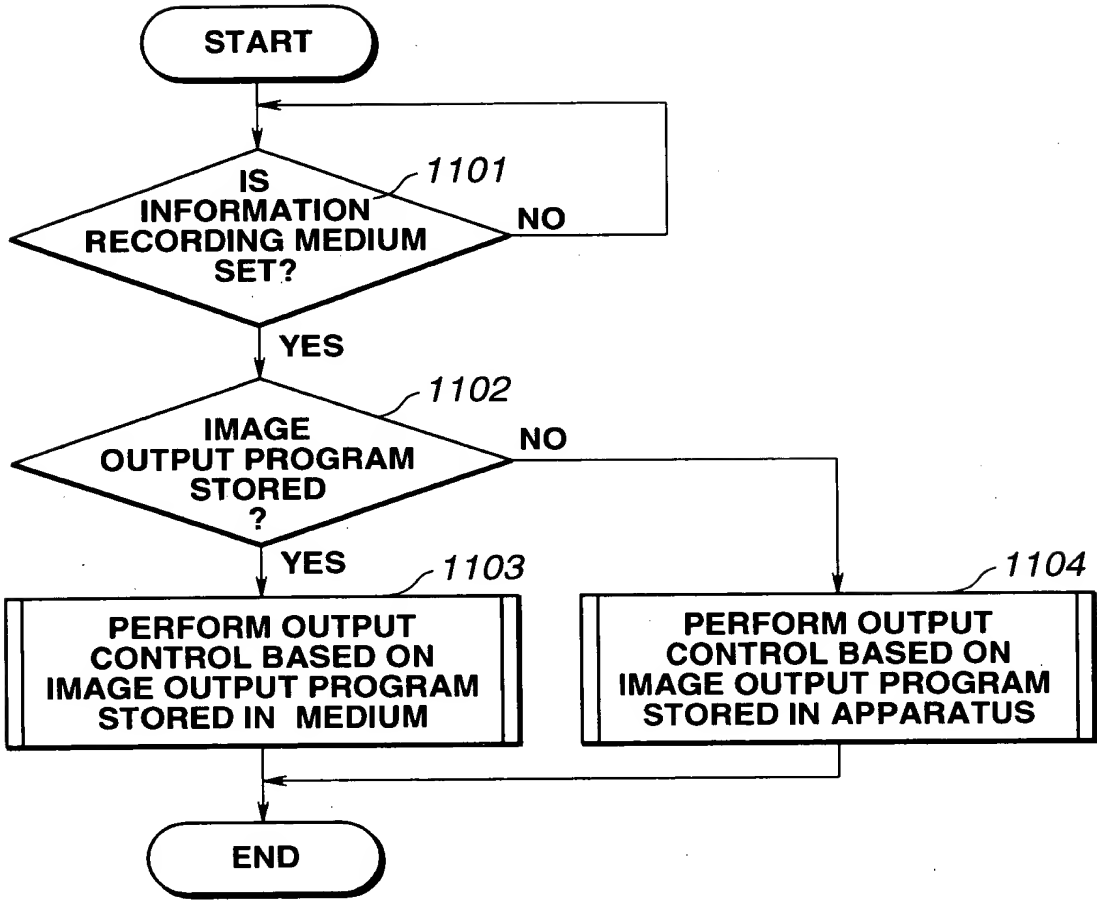 START
1101
IS
INFORMATION
RECORDING MEDIUM
SET?
NO
YES
1102
IMAGE
OUTPUT PROGRAM
STORED
?
NO
YES
1103
PERFORM OUTPUT
CONTROL BASED ON
IMAGE OUTPUT PROGRAM
STORED IN MEDIUM
1104
PERFORM OUTPUT
CONTROL BASED ON
IMAGE OUTPUT PROGRAM
STORED IN APPARATUS
END